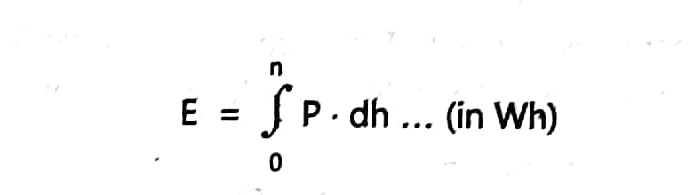 n
E = ∫ P · dh ... (in Wh)
0